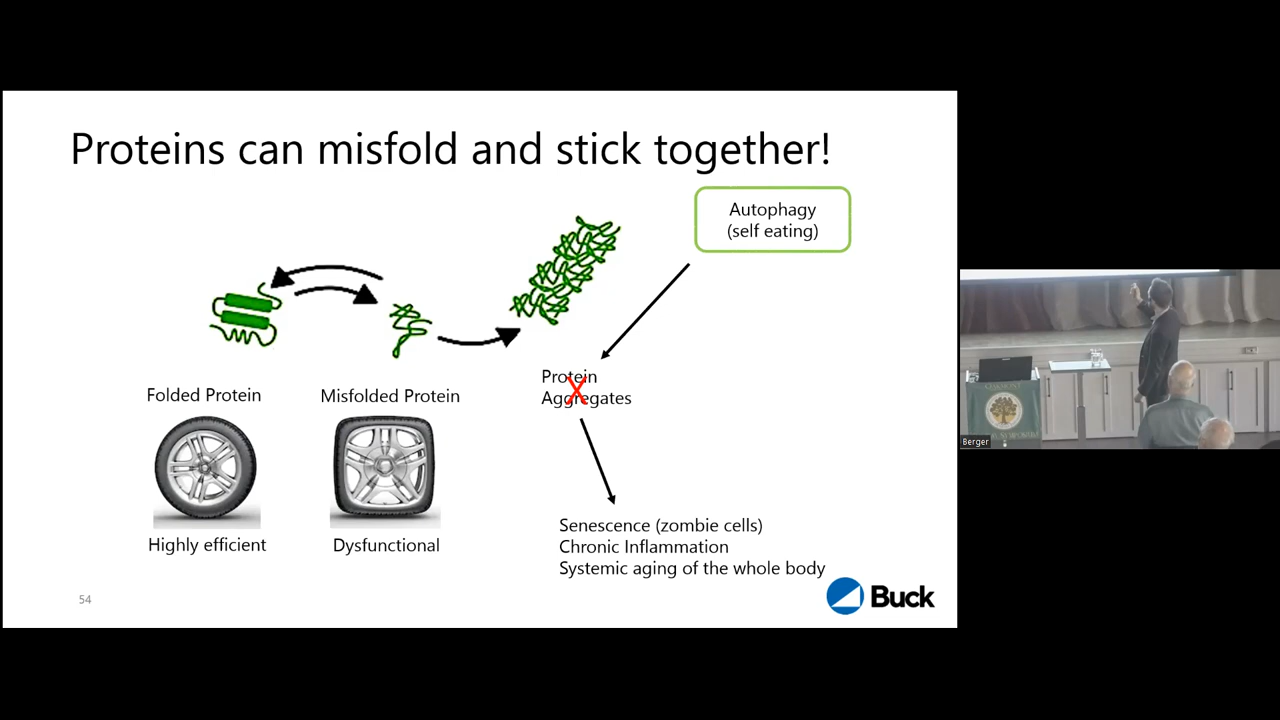 Proteins can misfold and stick together!
Autophagy
(self eating)
Protein
Aggregates
Folded Protein
Misfolded Protein
Highly efficient
Dysfunctional
Senescence (zombie cells)
Chronic Inflammation
Systemic aging of the whole body
54
Buck
Berger